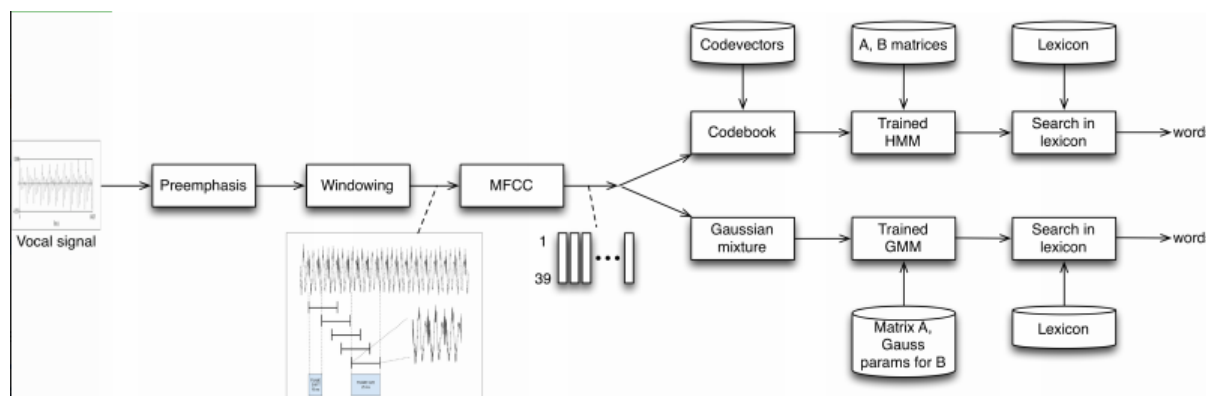 Codevectors
A, B matrices
Lexicon
Codebook
Trained
HMM
Search in
lexicon
word
Vocal signal
Preemphasis
Windowing
MFCC
1
39
Gaussian
mixture
Trained
GMM
Search in
lexicon
word
Matrix A,
Gauss
params for B
Lexicon